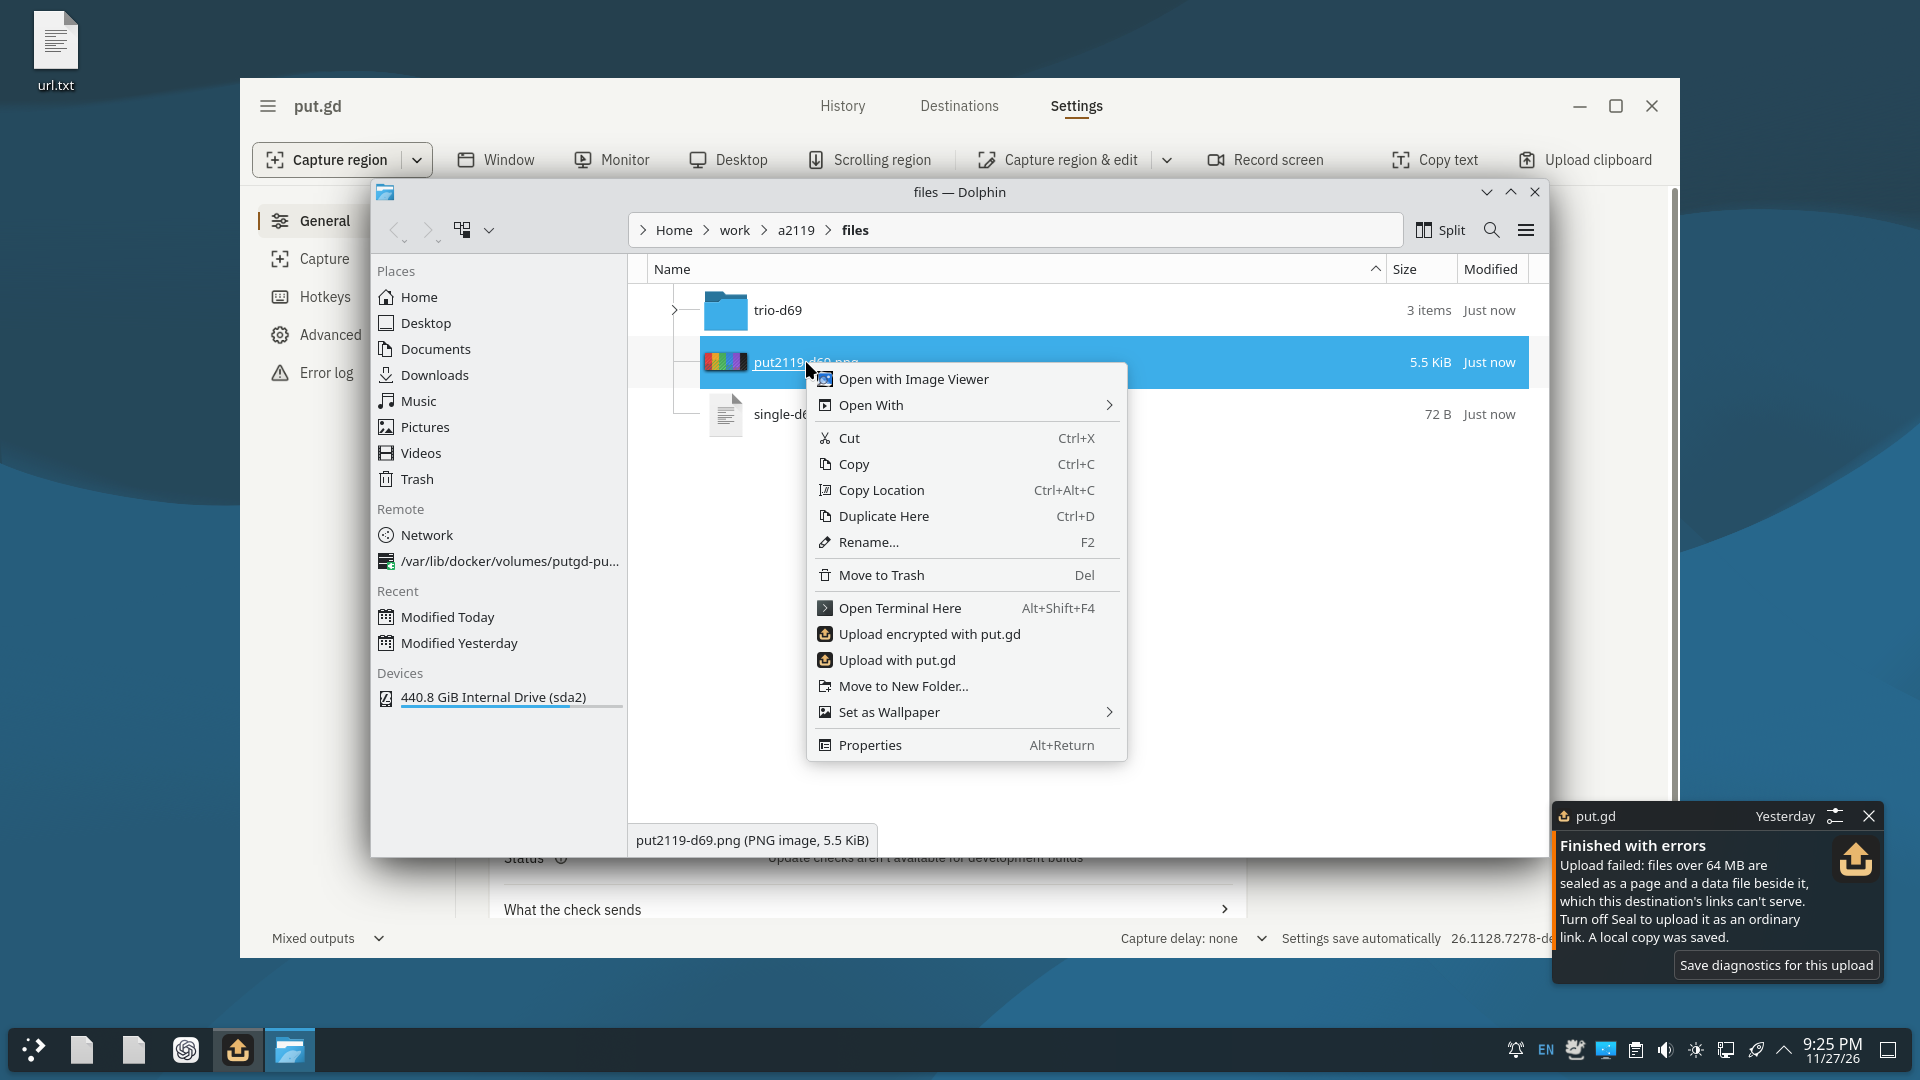 url.txt
put.gd
History
Destinations
Settings
Capture region
Window
Monitor
Desktop
Scrolling region
Capture region & edit
Record screen
Copy text
Upload clipboard
General
Capture
Hotkeys
Advanced
Error log
files — Dolphin
Home
work
a2119
files
Split
Places
Home
Desktop
Documents
Downloads
Music
Pictures
Videos
Trash
Remote
Network
/var/lib/docker/volumes/putgd-pu...
Recent
Modified Today
Modified Yesterday
Devices
440.8 GiB Internal Drive (sda2)
Name
Size
Modified
trio-d69
3 items
Just now
put2119-d69.png
5.5 KiB
Just now
single-d6
72 B
Just now
Open with Image Viewer
Open With
Cut
Ctrl+X
Copy
Ctrl+C
Copy Location
Ctrl+Alt+C
Duplicate Here
Ctrl+D
Rename...
F2
Move to Trash
Del
Open Terminal Here
Alt+Shift+F4
Upload encrypted with put.gd
Upload with put.gd
Move to New Folder...
Set as Wallpaper
Properties
Alt+Return
put2119-d69.png (PNG image, 5.5 KiB)
Status
Update checks aren't available for development builds
What the check sends
Mixed outputs
Capture delay: none
Settings save automatically
26.1128.7278-de
put.gd
Yesterday
Finished with errors
Upload failed: files over 64 MB are
sealed as a page and a data file beside it,
which this destination's links can't serve.
Turn off Seal to upload it as an ordinary
link. A local copy was saved.
Save diagnostics for this upload
EN
9:25 PM
11/27/26